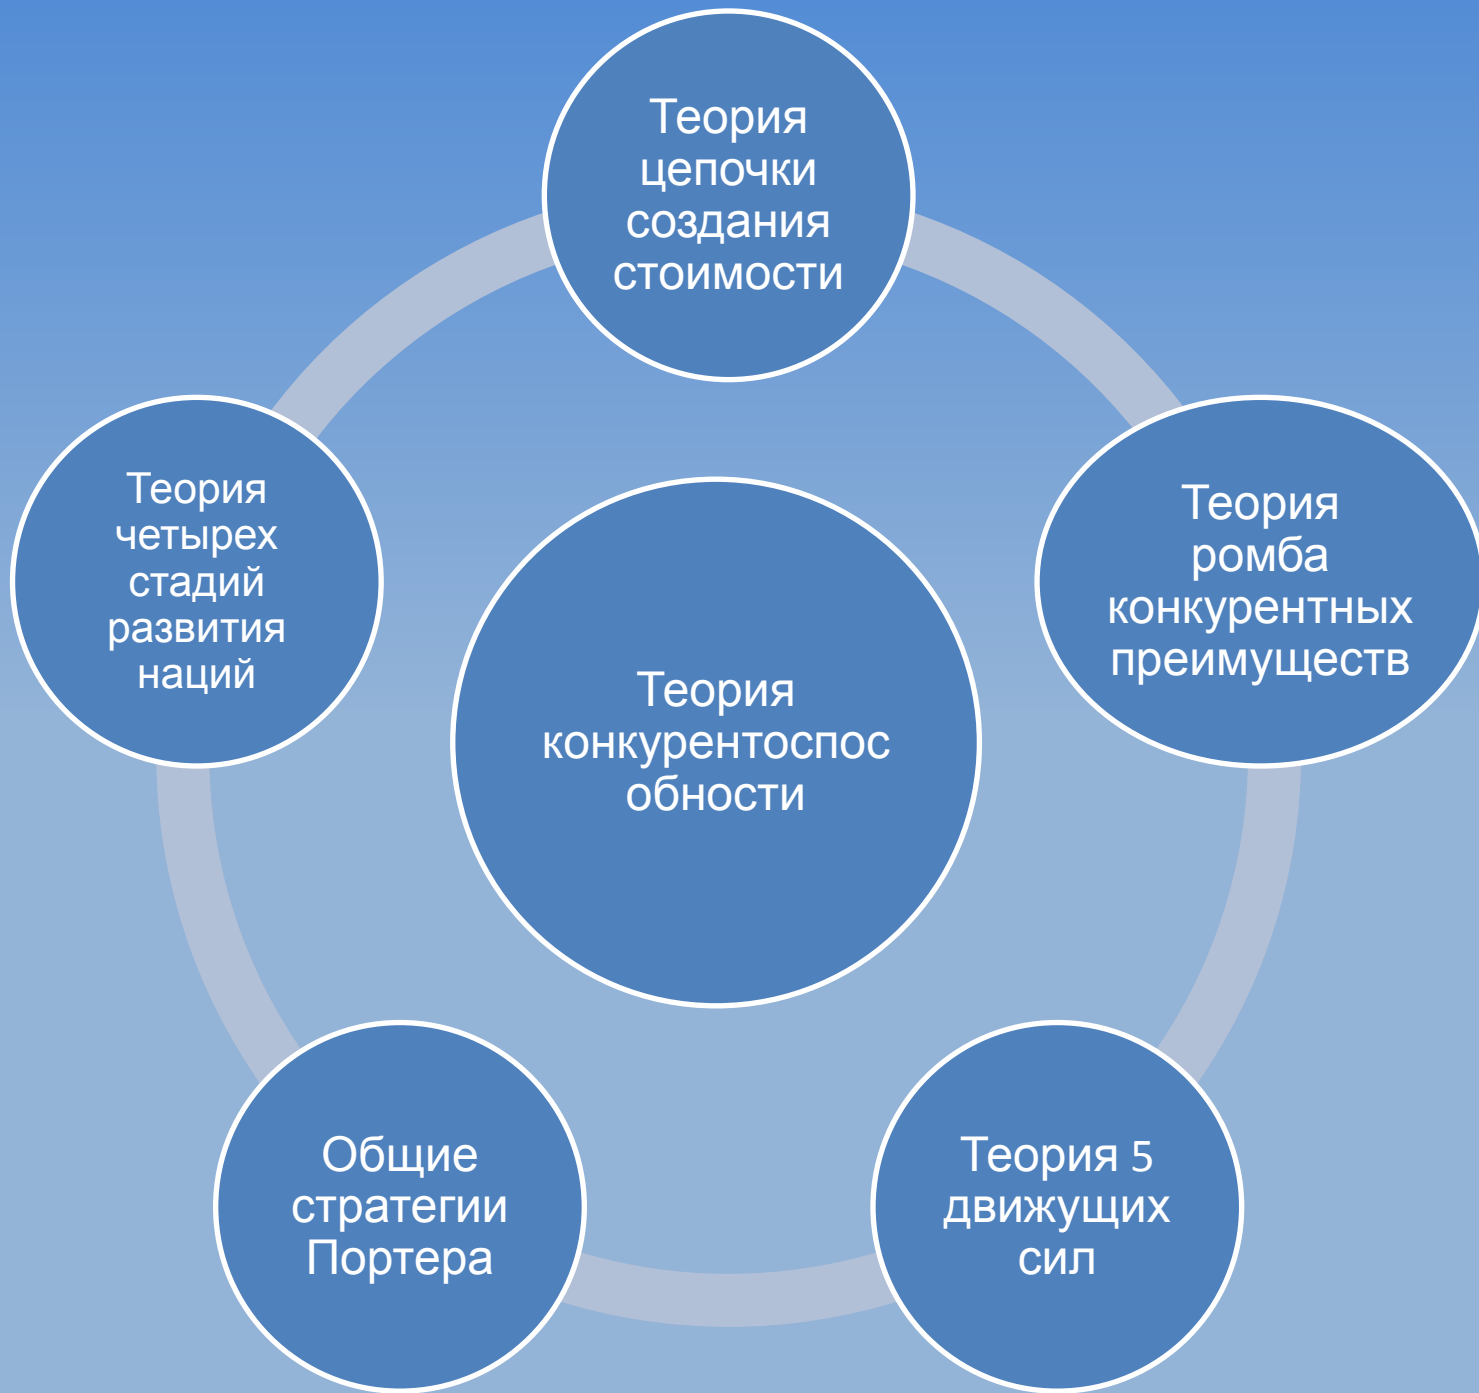 Теория
цепочки
создания
стоимости
Теория
ромба
конкурентных
преимуществ
Теория 5
движущих
сил
Общие
стратегии
Портера
Теория
четырех
стадий
развития
наций
Теория
конкурентоспос
обности